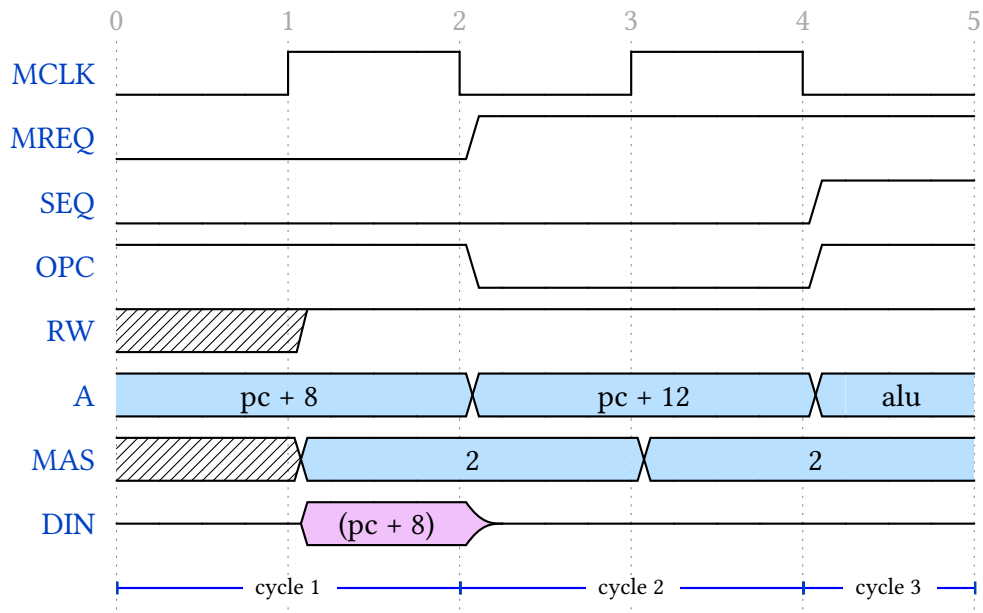 0 1 2 3 4 5
MCLK
MREQ
SEQ
OPC
RW
A pc + 8 pc + 12 alu
MAS 2 2
DIN (pc + 8)
cycle 1 cycle 2 cycle 3